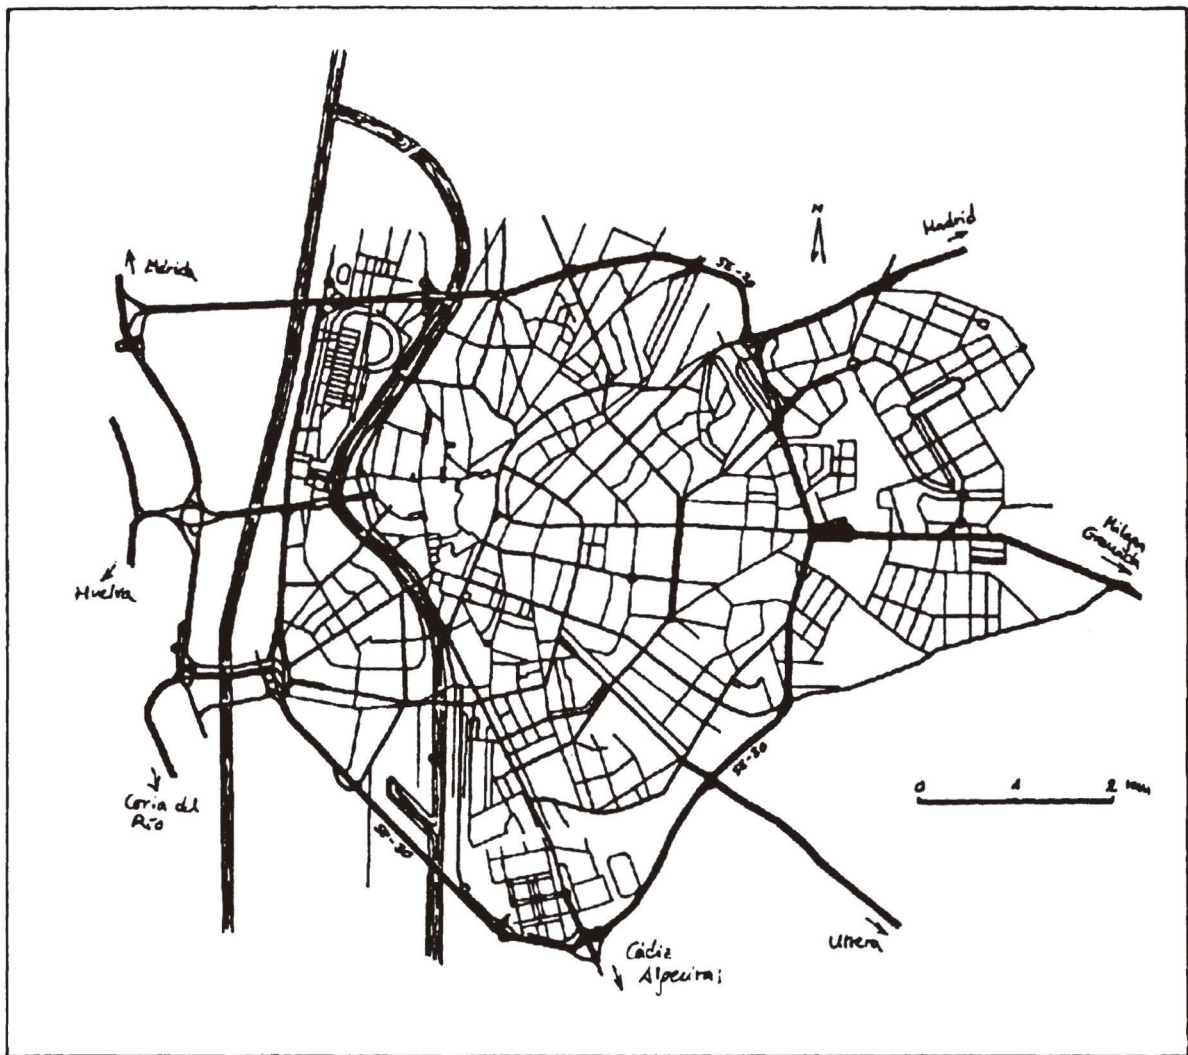 N
Madrid
SE-30
Mérida
Málaga
Granada
Huelva
SE-30
0 1 2 km
Coria del
Río
SE-30
Utrera
Cádiz
Algeciras